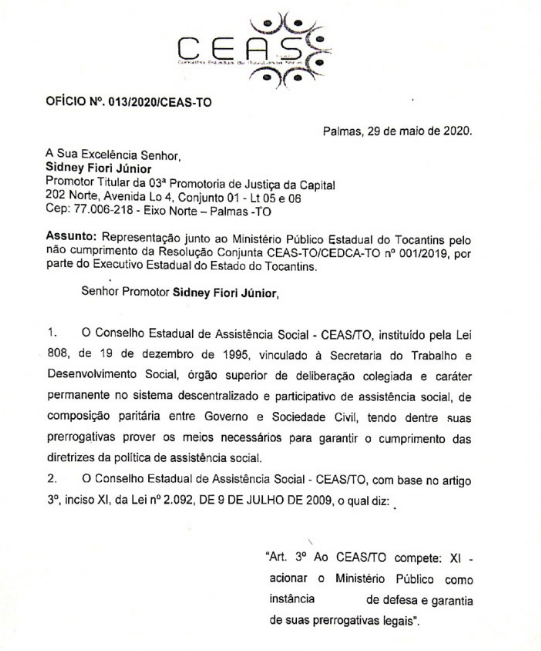 CEAS
OFÍCIO Nº. 013/2020/CEAS-TO
Palmas, 29 de maio de 2020.
A Sua Excelência Senhor,
Sidney Fiori Júnior
Promotor Titular da 03ª Promotoria de Justiça da Capital
202 Norte, Avenida Lo 4, Conjunto 01 - Lt 05 e 06
Cep: 77.006-218 - Eixo Norte – Palmas -TO
Assunto: Representação junto ao Ministério Público Estadual do Tocantins pelo
não cumprimento da Resolução Conjunta CEAS-TO/CEDCA-TO nº 001/2019, por
parte do Executivo Estadual do Estado do Tocantins.
Senhor Promotor Sidney Fiori Júnior,
1. O Conselho Estadual de Assistência Social - CEAS/TO, instituído pela Lei
808, de 19 de dezembro de 1995, vinculado à Secretaria do Trabalho e
Desenvolvimento Social, órgão superior de deliberação colegiada e caráter
permanente no sistema descentralizado e participativo de assistência social, de
composição paritária entre Governo e Sociedade Civil, tendo dentre suas
prerrogativas prover os meios necessários para garantir o cumprimento das
diretrizes da política de assistência social.
2. O Conselho Estadual de Assistência Social - CEAS/TO, com base no artigo
3º, inciso XI, da Lei nº 2.092, DE 9 DE JULHO DE 2009, o qual diz:
"Art. 3º Ao CEAS/TO compete: XI -
acionar o Ministério Público como
instância de defesa e garantia
de suas prerrogativas legais".